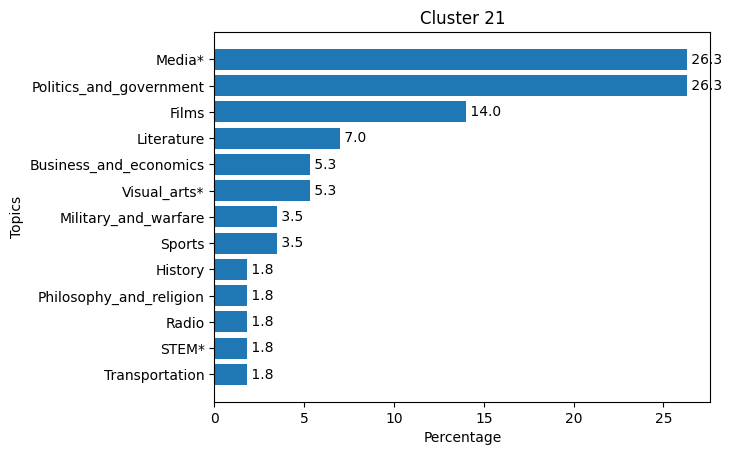 Cluster 21
Topics
Media* 26.3
Politics_and_government 26.3
Films 14.0
Literature 7.0
Business_and_economics 5.3
Visual_arts* 5.3
Military_and_warfare 3.5
Sports 3.5
History 1.8
Philosophy_and_religion 1.8
Radio 1.8
STEM* 1.8
Transportation 1.8
0 5 10 15 20 25
Percentage